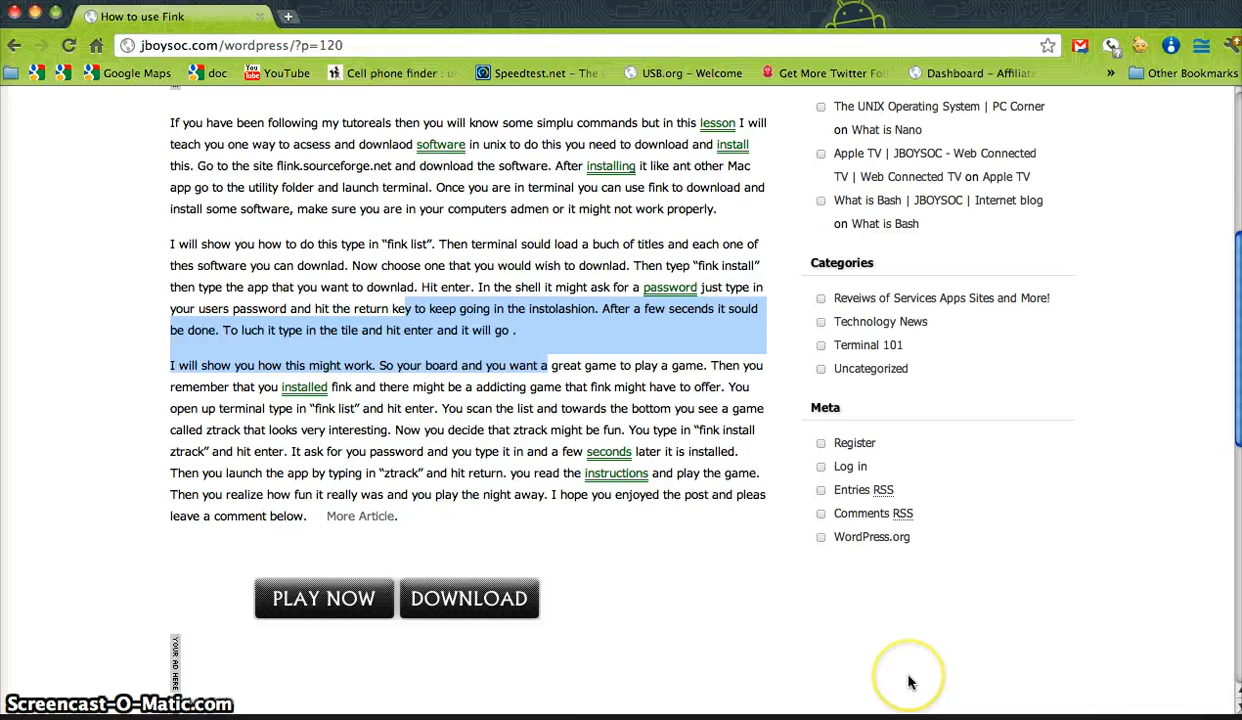 How to use Fink
jboysoc.com/wordpress/?p=120
Google Maps doc YouTube Cell phone finder : u Speedtest.net – The USB.org – Welcome Get More Twitter Fol Dashboard – Affiliate » Other Bookmarks
If you have been following my tutoreals then you will know some simplu commands but in this lesson I will
teach you one way to acsess and downlaod software in unix to do this you need to download and install
this. Go to the site flink.sourceforge.net and download the software. After installing it like ant other Mac
app go to the utility folder and launch terminal. Once you are in terminal you can use fink to download and
install some software, make sure you are in your computers admen or it might not work properly.
I will show you how to do this type in “fink list”. Then terminal sould load a buch of titles and each one of
thes software you can downlad. Now choose one that you would wish to downlad. Then tyep “fink install”
then type the app that you want to downlad. Hit enter. In the shell it might ask for a password just type in
your users password and hit the return key to keep going in the instolashion. After a few secends it sould
be done. To luch it type in the tile and hit enter and it will go .
I will show you how this might work. So your board and you want a great game to play a game. Then you
remember that you installed fink and there might be a addicting game that fink might have to offer. You
open up terminal type in “fink list” and hit enter. You scan the list and towards the bottom you see a game
called ztrack that looks very interesting. Now you decide that ztrack might be fun. You type in “fink install
ztrack” and hit enter. It ask for you password and you type it in and a few seconds later it is installed.
Then you launch the app by typing in “ztrack” and hit return. you read the instructions and play the game.
Then you realize how fun it really was and you play the night away. I hope you enjoyed the post and pleas
leave a comment below. More Article.
PLAY NOW DOWNLOAD
YOUR AD HERE
The UNIX Operating System | PC Corner
on What is Nano
Apple TV | JBOYSOC - Web Connected
TV | Web Connected TV on Apple TV
What is Bash | JBOYSOC | Internet blog
on What is Bash
Categories
Reveiws of Services Apps Sites and More!
Technology News
Terminal 101
Uncategorized
Meta
Register
Log in
Entries RSS
Comments RSS
WordPress.org
Screencast-O-Matic.com